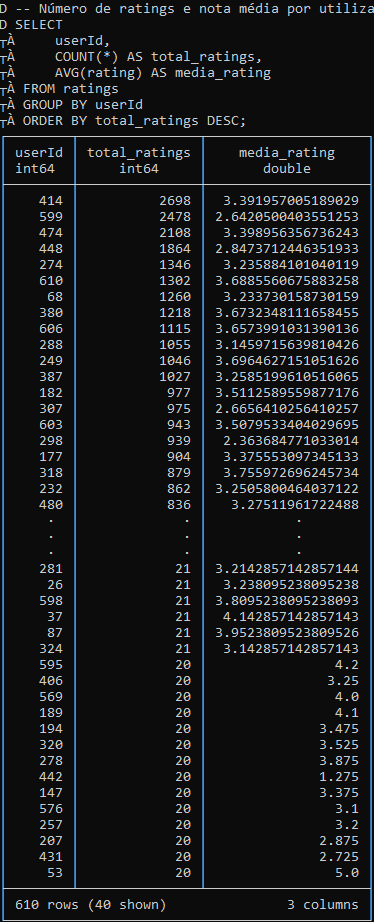 D -- Número de ratings e nota média por utiliza
D SELECT
┬À     userId,
┬À     COUNT(*) AS total_ratings,
┬À     AVG(rating) AS media_rating
┬À FROM ratings
┬À GROUP BY userId
┬À ORDER BY total_ratings DESC;
userId total_ratings media_rating
int64 int64 double
414 2698 3.391957005189029
599 2478 2.6420500403551253
474 2108 3.398956356736243
448 1864 2.8473712446351933
274 1346 3.235884101040119
610 1302 3.6885560675883258
68 1260 3.233730158730159
380 1218 3.6732348111658455
606 1115 3.6573991031390136
288 1055 3.1459715639810426
249 1046 3.6964627151051626
387 1027 3.2585199610516065
182 977 3.5112589559877176
307 975 2.6656410256410257
603 943 3.5079533404029695
298 939 2.363684771033014
177 904 3.375553097345133
318 879 3.755972696245734
232 862 3.2505800464037122
480 836 3.27511961722488
. . .
. . .
. . .
281 21 3.2142857142857144
26 21 3.238095238095238
598 21 3.8095238095238093
37 21 4.142857142857143
87 21 3.9523809523809526
324 21 3.142857142857143
595 20 4.2
406 20 3.25
569 20 4.0
189 20 4.1
194 20 3.475
320 20 3.525
278 20 3.875
442 20 1.275
147 20 3.375
576 20 3.1
257 20 3.2
207 20 2.875
431 20 2.725
53 20 5.0
610 rows (40 shown) 3 columns